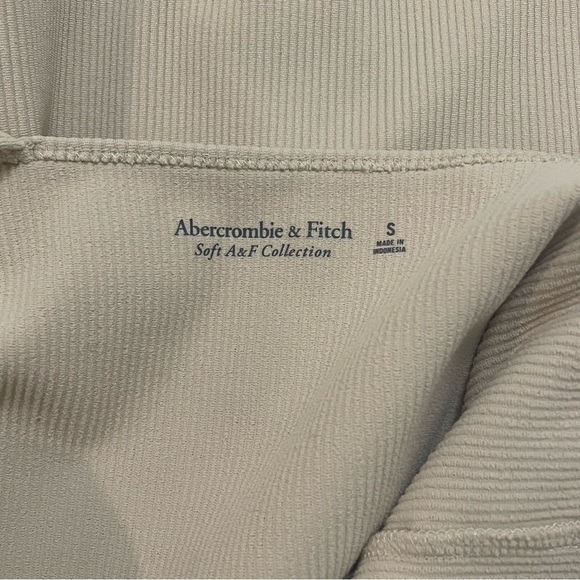 Abercrombie & Fitch
Soft A&F Collection
S
MADE IN
INDONESIA